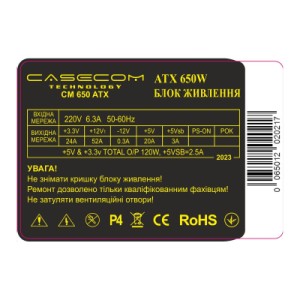 CASECOM
TECHNOLOGY
CM 650 ATX
ATX 650W
БЛОК ЖИВЛЕННЯ
ВХІДНА МЕРЕЖА 220V 6.3A 50-60Hz
ВИХІДНА МЕРЕЖА +3.3V +12V -12V +5V +5Vsb PS-ON POK
24A 52A 0.3A 20A 3A
+5V & +3.3v TOTAL O/P 120W, +5VSB=2.5A
2023
УВАГА!
Не знімати кришку блоку живлення!
Ремонт дозволено тільки кваліфікованим фахівцям!
Не затуляти вентиляційні отвори!
P4 CE RoHS
0 065012 020217